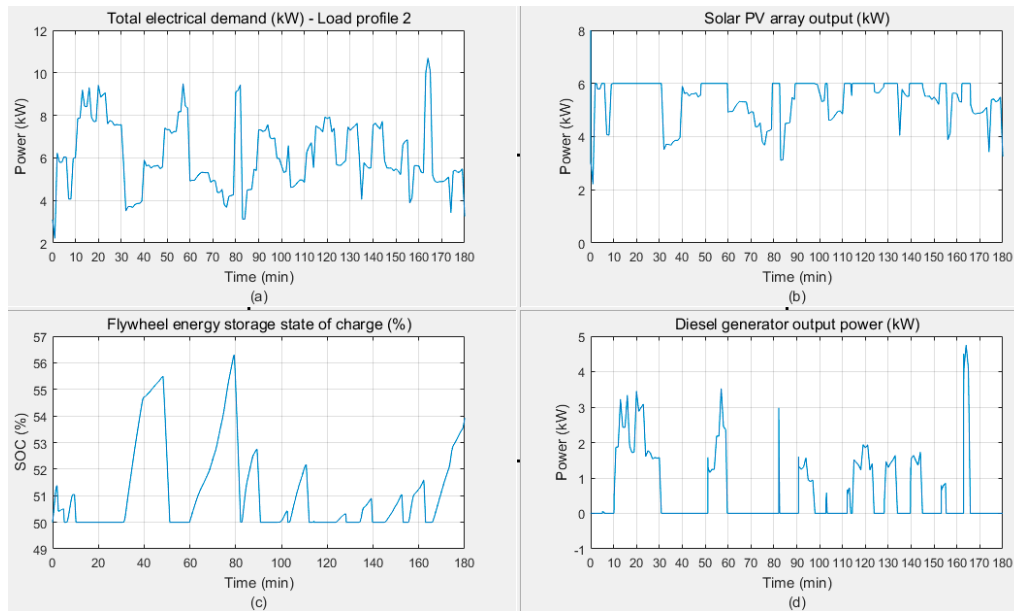 Total electrical demand (kW) - Load profile 2
12
10
8
6
4
2
Power (kW)
0 10 20 30 40 50 60 70 80 90 100 110 120 130 140 150 160 170 180
Time (min)
(a)
Solar PV array output (kW)
8
6
4
2
0
Power (kW)
0 10 20 30 40 50 60 70 80 90 100 110 120 130 140 150 160 170 180
Time (min)
(b)
Flywheel energy storage state of charge (%)
57
56
55
54
53
52
51
50
49
SOC (%)
0 20 40 60 80 100 120 140 160 180
Time (min)
(c)
Diesel generator output power (kW)
5
4
3
2
1
0
-1
Power (kW)
0 10 20 30 40 50 60 70 80 90 100 110 120 130 140 150 160 170 180
Time (min)
(d)